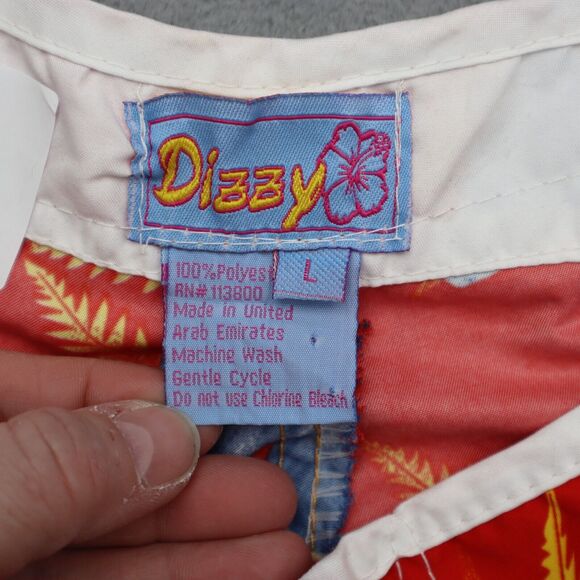 Dizzy
L
100%Polyest
RN#113800
Made in United
Arab Emirates
Machine Wash
Gentle Cycle
Do not use Chlorine Bleach